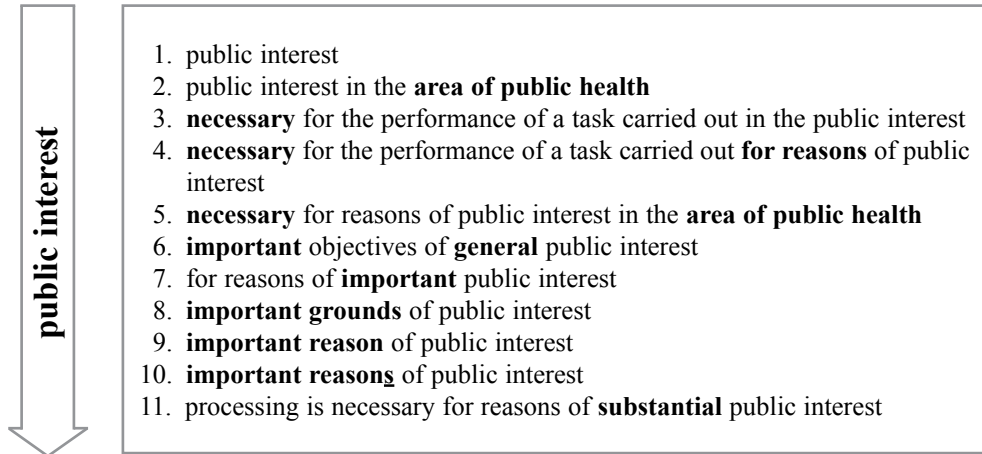 public interest
1. public interest
2. public interest in the area of public health
3. necessary for the performance of a task carried out in the public interest
4. necessary for the performance of a task carried out for reasons of public
interest
5. necessary for reasons of public interest in the area of public health
6. important objectives of general public interest
7. for reasons of important public interest
8. important grounds of public interest
9. important reason of public interest
10. important reasons of public interest
11. processing is necessary for reasons of substantial public interest